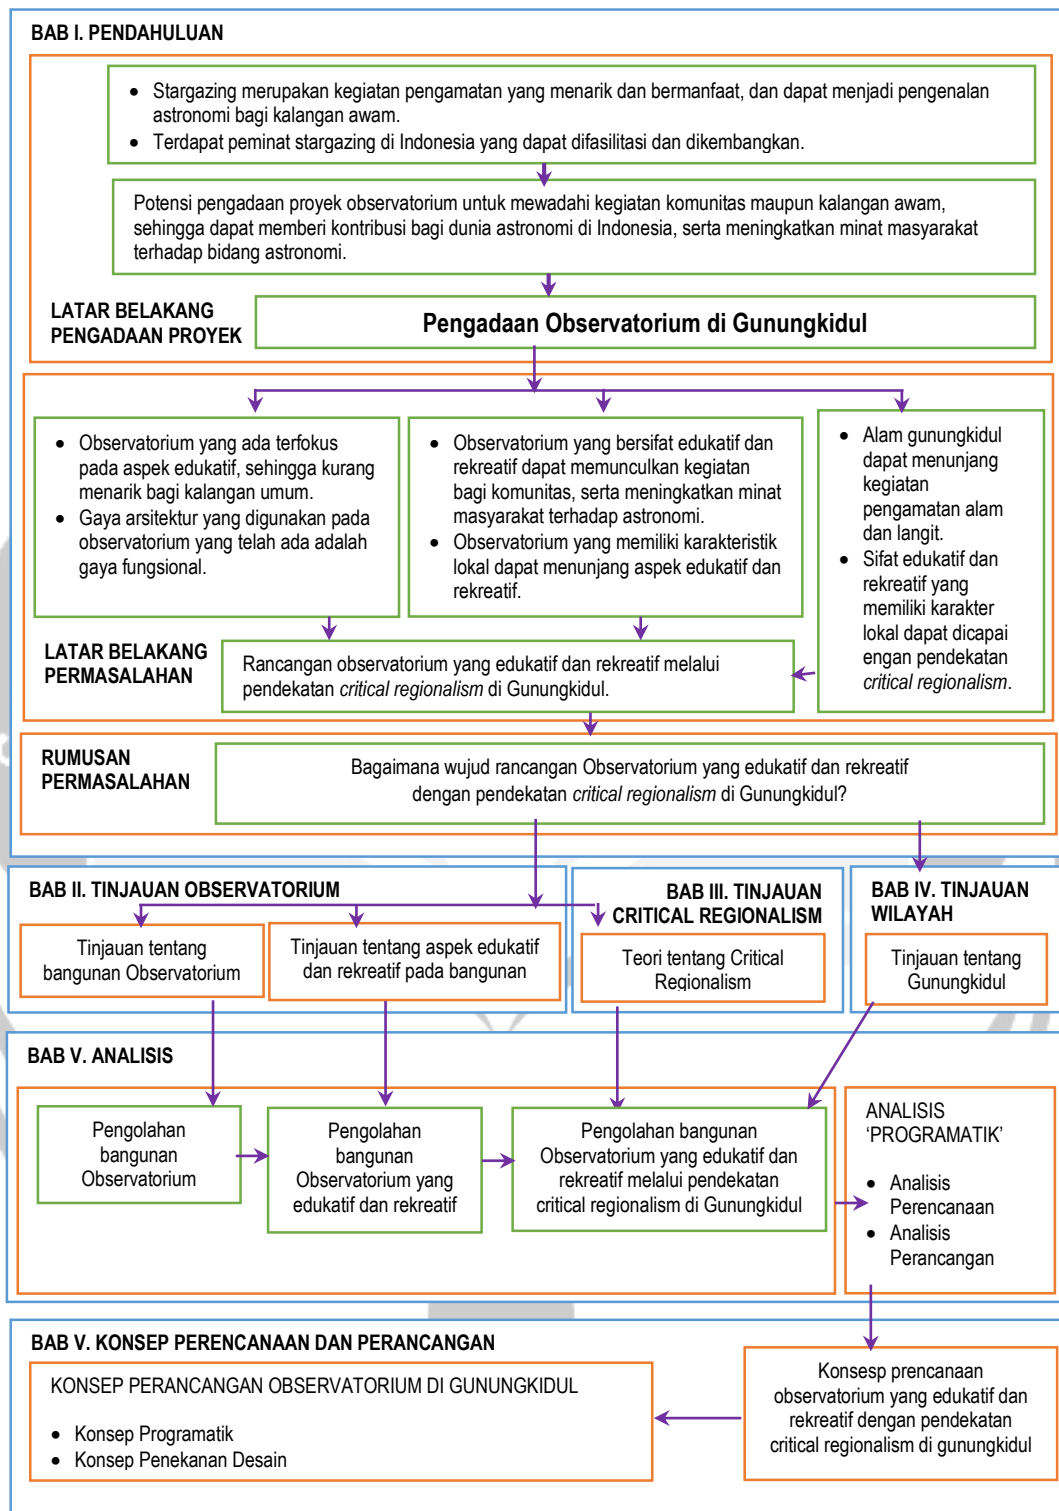 BAB I. PENDAHULUAN
• Stargazing merupakan kegiatan pengamatan yang menarik dan bermanfaat, dan dapat menjadi pengenalan
astronomi bagi kalangan awam.
• Terdapat peminat stargazing di Indonesia yang dapat difasilitasi dan dikembangkan.
Potensi pengadaan proyek observatorium untuk mewadahi kegiatan komunitas maupun kalangan awam,
sehingga dapat memberi kontribusi bagi dunia astronomi di Indonesia, serta meningkatkan minat masyarakat
terhadap bidang astronomi.
LATAR BELAKANG
PENGADAAN PROYEK
Pengadaan Observatorium di Gunungkidul
• Observatorium yang ada terfokus
pada aspek edukatif, sehingga kurang
menarik bagi kalangan umum.
• Gaya arsitektur yang digunakan pada
observatorium yang telah ada adalah
gaya fungsional.
• Observatorium yang bersifat edukatif dan
rekreatif dapat memunculkan kegiatan
bagi komunitas, serta meningkatkan minat
masyarakat terhadap astronomi.
• Observatorium yang memiliki karakteristik
lokal dapat menunjang aspek edukatif dan
rekreatif.
• Alam gunungkidul
dapat menunjang
kegiatan
pengamatan alam
dan langit.
• Sifat edukatif dan
rekreatif yang
memiliki karakter
lokal dapat dicapai
engan pendekatan
critical regionalism.
LATAR BELAKANG
PERMASALAHAN
Rancangan observatorium yang edukatif dan rekreatif melalui
pendekatan critical regionalism di Gunungkidul.
RUMUSAN
PERMASALAHAN
Bagaimana wujud rancangan Observatorium yang edukatif dan rekreatif
dengan pendekatan critical regionalism di Gunungkidul?
BAB II. TINJAUAN OBSERVATORIUM
Tinjauan tentang
bangunan Observatorium
Tinjauan tentang aspek edukatif
dan rekreatif pada bangunan
BAB III. TINJAUAN
CRITICAL REGIONALISM
Teori tentang Critical
Regionalism
BAB IV. TINJAUAN
WILAYAH
Tinjauan tentang
Gunungkidul
BAB V. ANALISIS
Pengolahan
bangunan
Observatorium
Pengolahan
bangunan
Observatorium yang
edukatif dan rekreatif
Pengolahan bangunan
Observatorium yang edukatif dan
rekreatif melalui pendekatan
critical regionalism di Gunungkidul
ANALISIS
‘PROGRAMATIK’
• Analisis
Perencanaan
• Analisis
Perancangan
BAB V. KONSEP PERENCANAAN DAN PERANCANGAN
KONSEP PERANCANGAN OBSERVATORIUM DI GUNUNGKIDUL
• Konsep Programatik
• Konsep Penekanan Desain
Konsesp prencanaan
observatorium yang edukatif dan
rekreatif dengan pendekatan
critical regionalism di gunungkidul